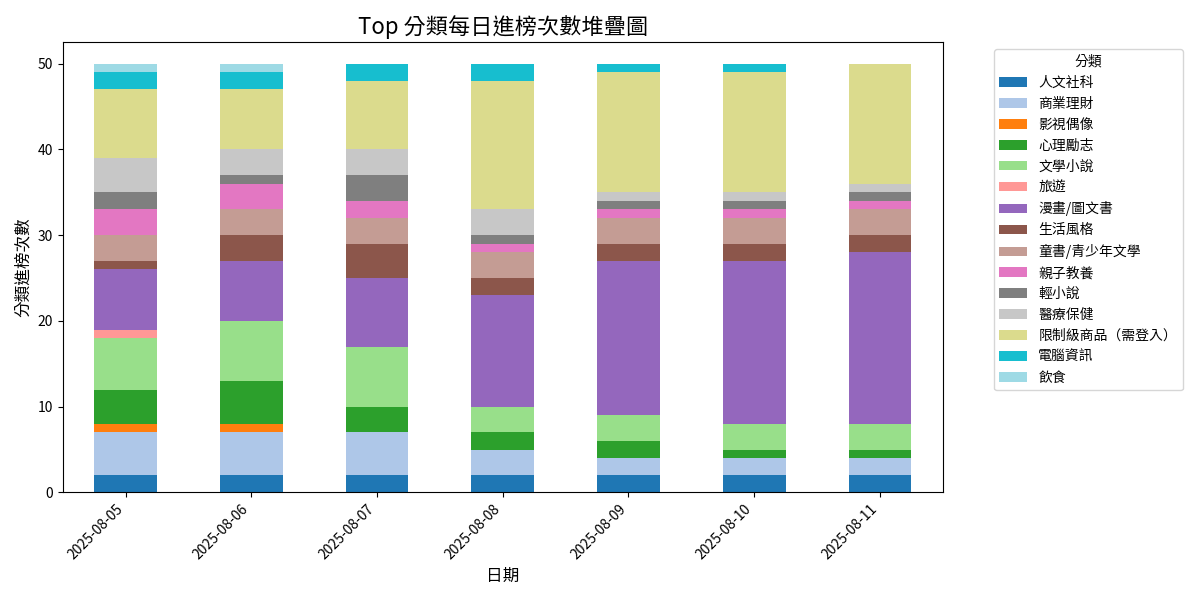 Top 分類每日進榜次數堆疊圖
分類進榜次數
50
40
30
20
10
0
2025-08-05
2025-08-06
2025-08-07
2025-08-08
2025-08-09
2025-08-10
2025-08-11
日期
分類
人文社科
商業理財
影視偶像
心理勵志
文學小說
旅遊
漫畫/圖文書
生活風格
童書/青少年文學
親子教養
輕小說
醫療保健
限制級商品（需登入）
電腦資訊
飲食